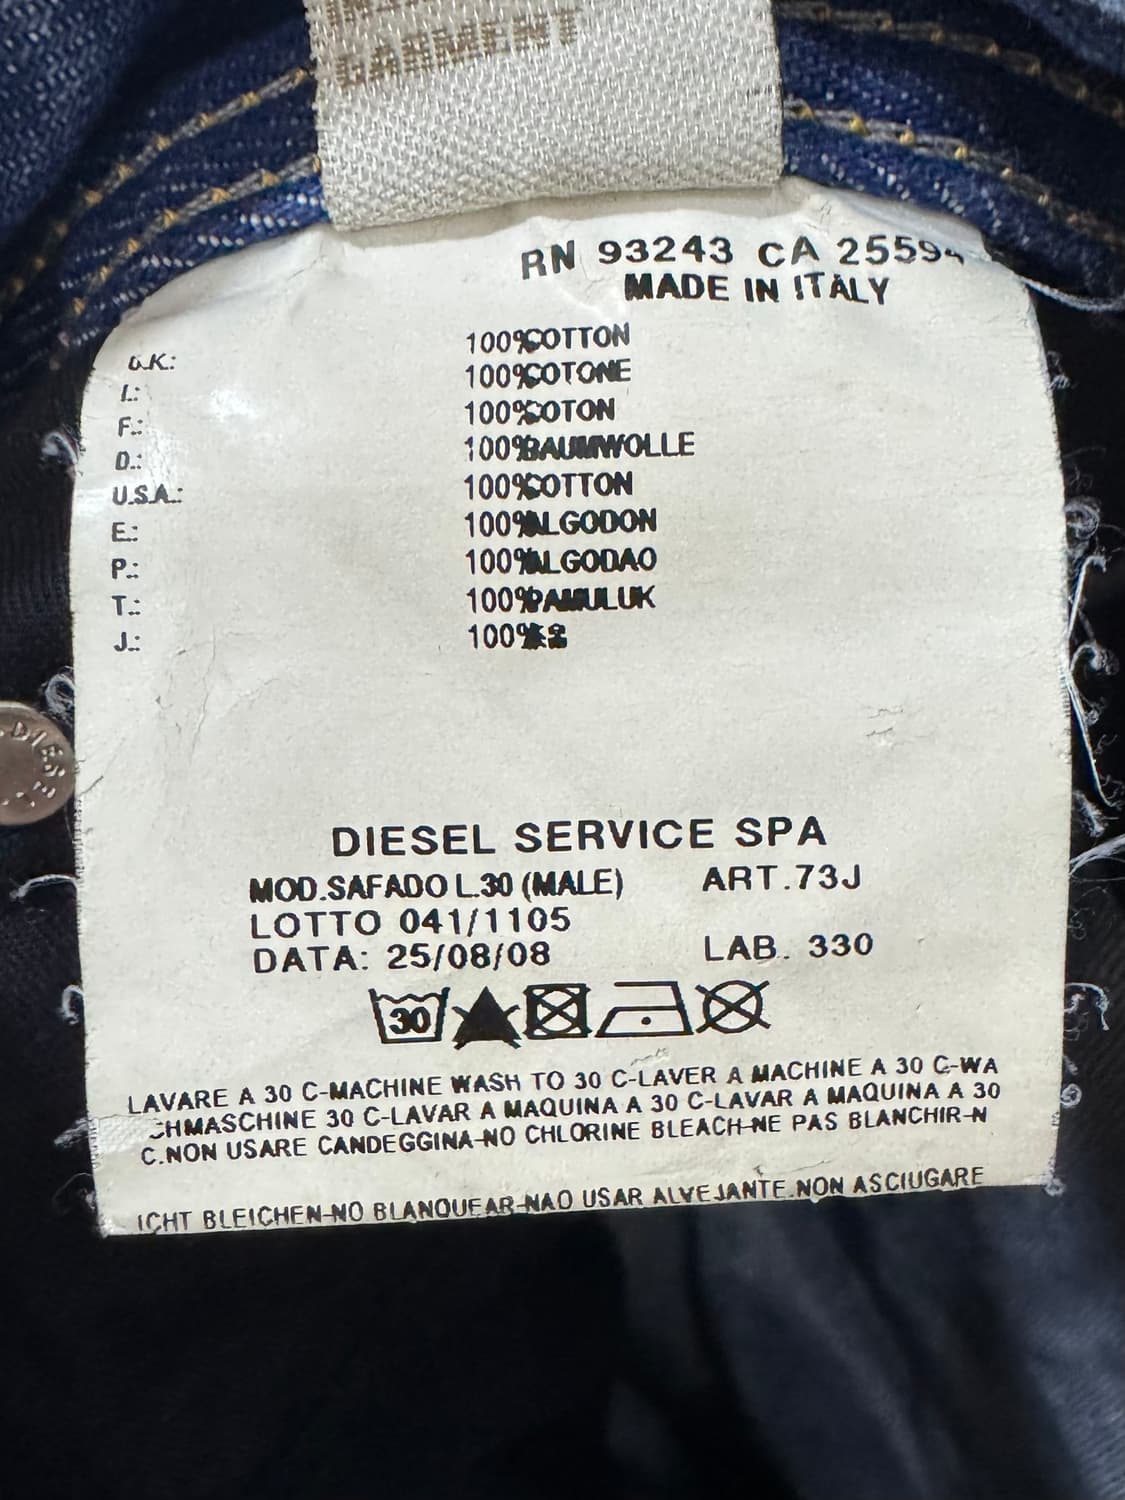 GARMENT
RN 93243 CA 25594
MADE IN ITALY
U.K.: 100%COTTON
I.: 100%COTONE
F.: 100%COTON
D.: 100%BAUMWOLLE
U.S.A.: 100%COTTON
E.: 100%ALGODON
P.: 100%ALGODAO
T.: 100%PAMULUK
J.: 100%
DIESEL SERVICE SPA
MOD.SAFADO L.30 (MALE) ART.73J
LOTTO 041/1105
DATA: 25/08/08 LAB. 330
30
LAVARE A 30 C-MACHINE WASH TO 30 C-LAVER A MACHINE A 30 C-WA
CHMASCHINE 30 C-LAVAR A MAQUINA A 30 C-LAVAR A MAQUINA A 30
C.NON USARE CANDEGGINA-NO CHLORINE BLEACH-NE PAS BLANCHIR-N
ICHT BLEICHEN-NO BLANQUEAR-NAO USAR ALVEJANTE.NON ASCIUGARE
DIESEL